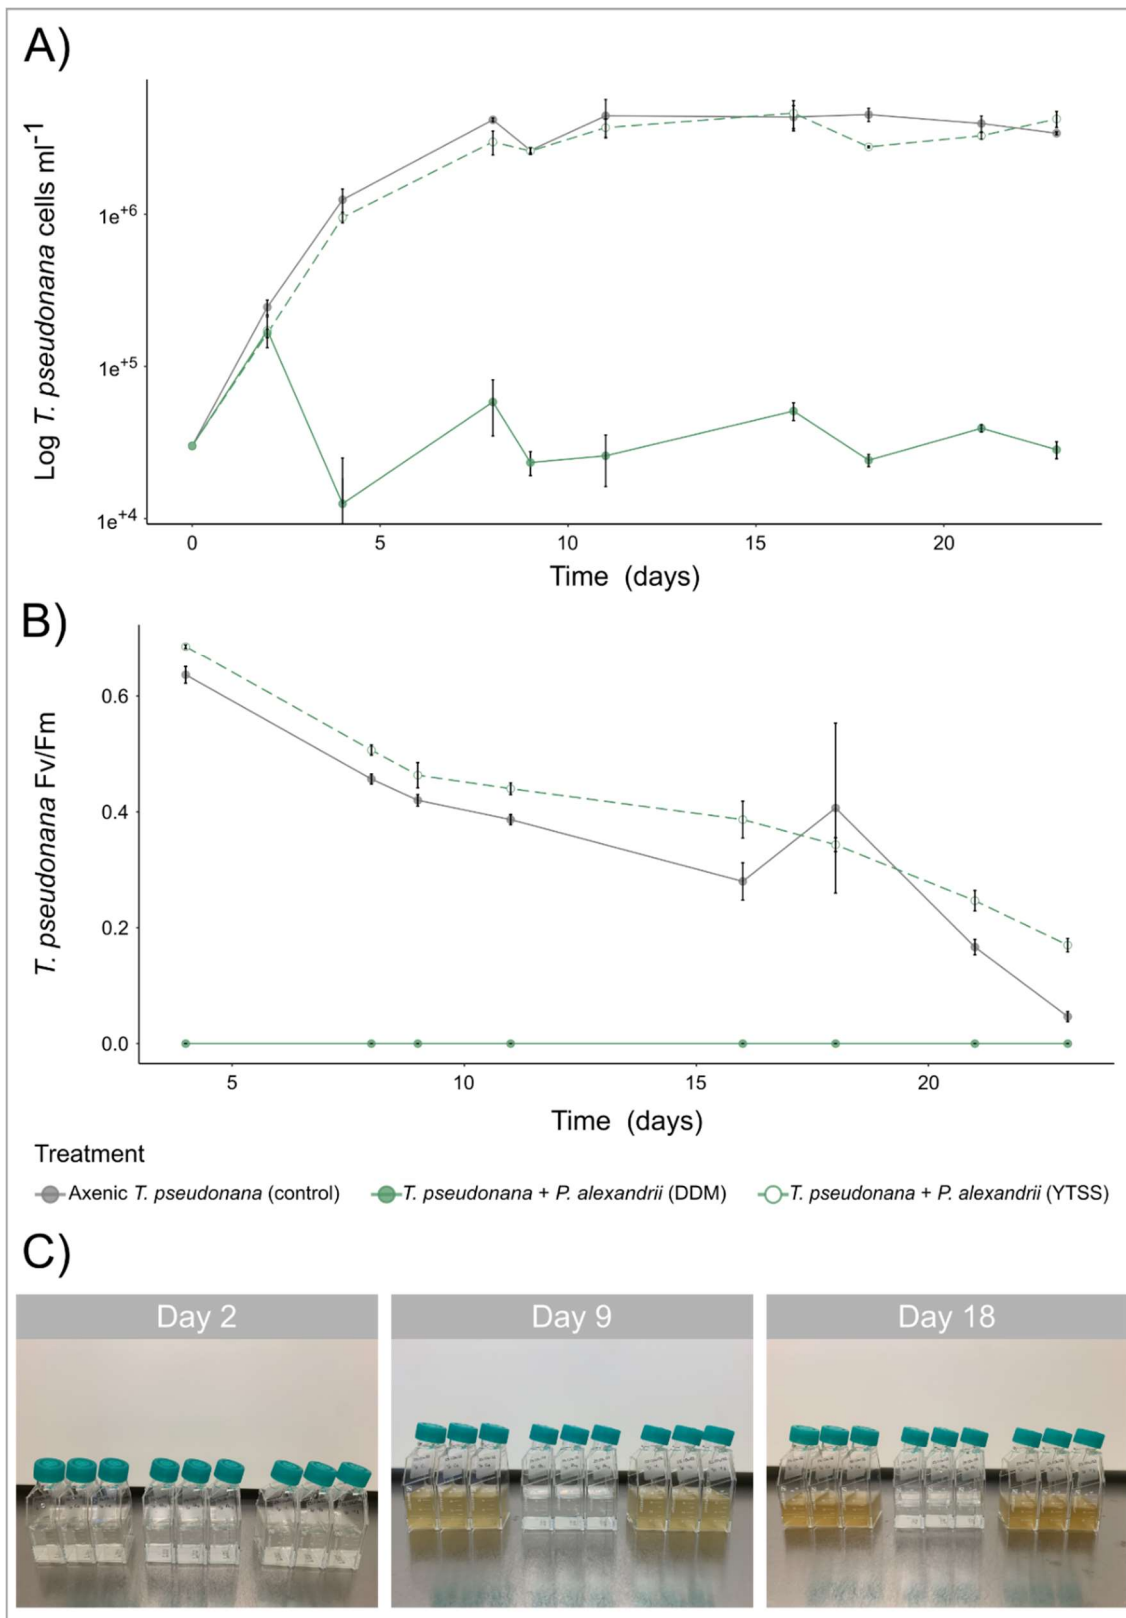 A)
Log T. pseudonana cells ml⁻¹
1e⁺⁶
1e⁺⁵
1e⁺⁴
0 5 10 15 20
Time (days)
B)
T. pseudonana Fv/Fm
0.6
0.4
0.2
0.0
5 10 15 20
Time (days)
Treatment
Axenic T. pseudonana (control) T. pseudonana + P. alexandrii (DDM) T. pseudonana + P. alexandrii (YTSS)
C)
Day 2 Day 9 Day 18